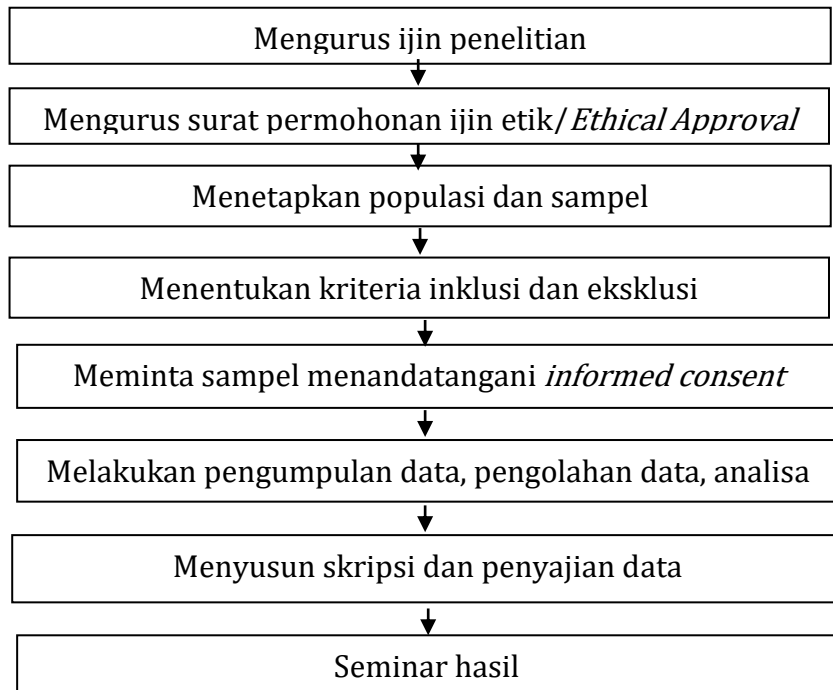 Mengurus ijin penelitian
Mengurus surat permohonan ijin etik/Ethical Approval
Menetapkan populasi dan sampel
Menentukan kriteria inklusi dan eksklusi
Meminta sampel menandatangani informed consent
Melakukan pengumpulan data, pengolahan data, analisa
Menyusun skripsi dan penyajian data
Seminar hasil